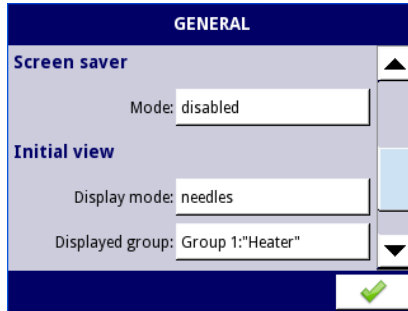 GENERAL
Screen saver
Mode: disabled
Initial view
Display mode: needles
Displayed group: Group 1:"Heater"